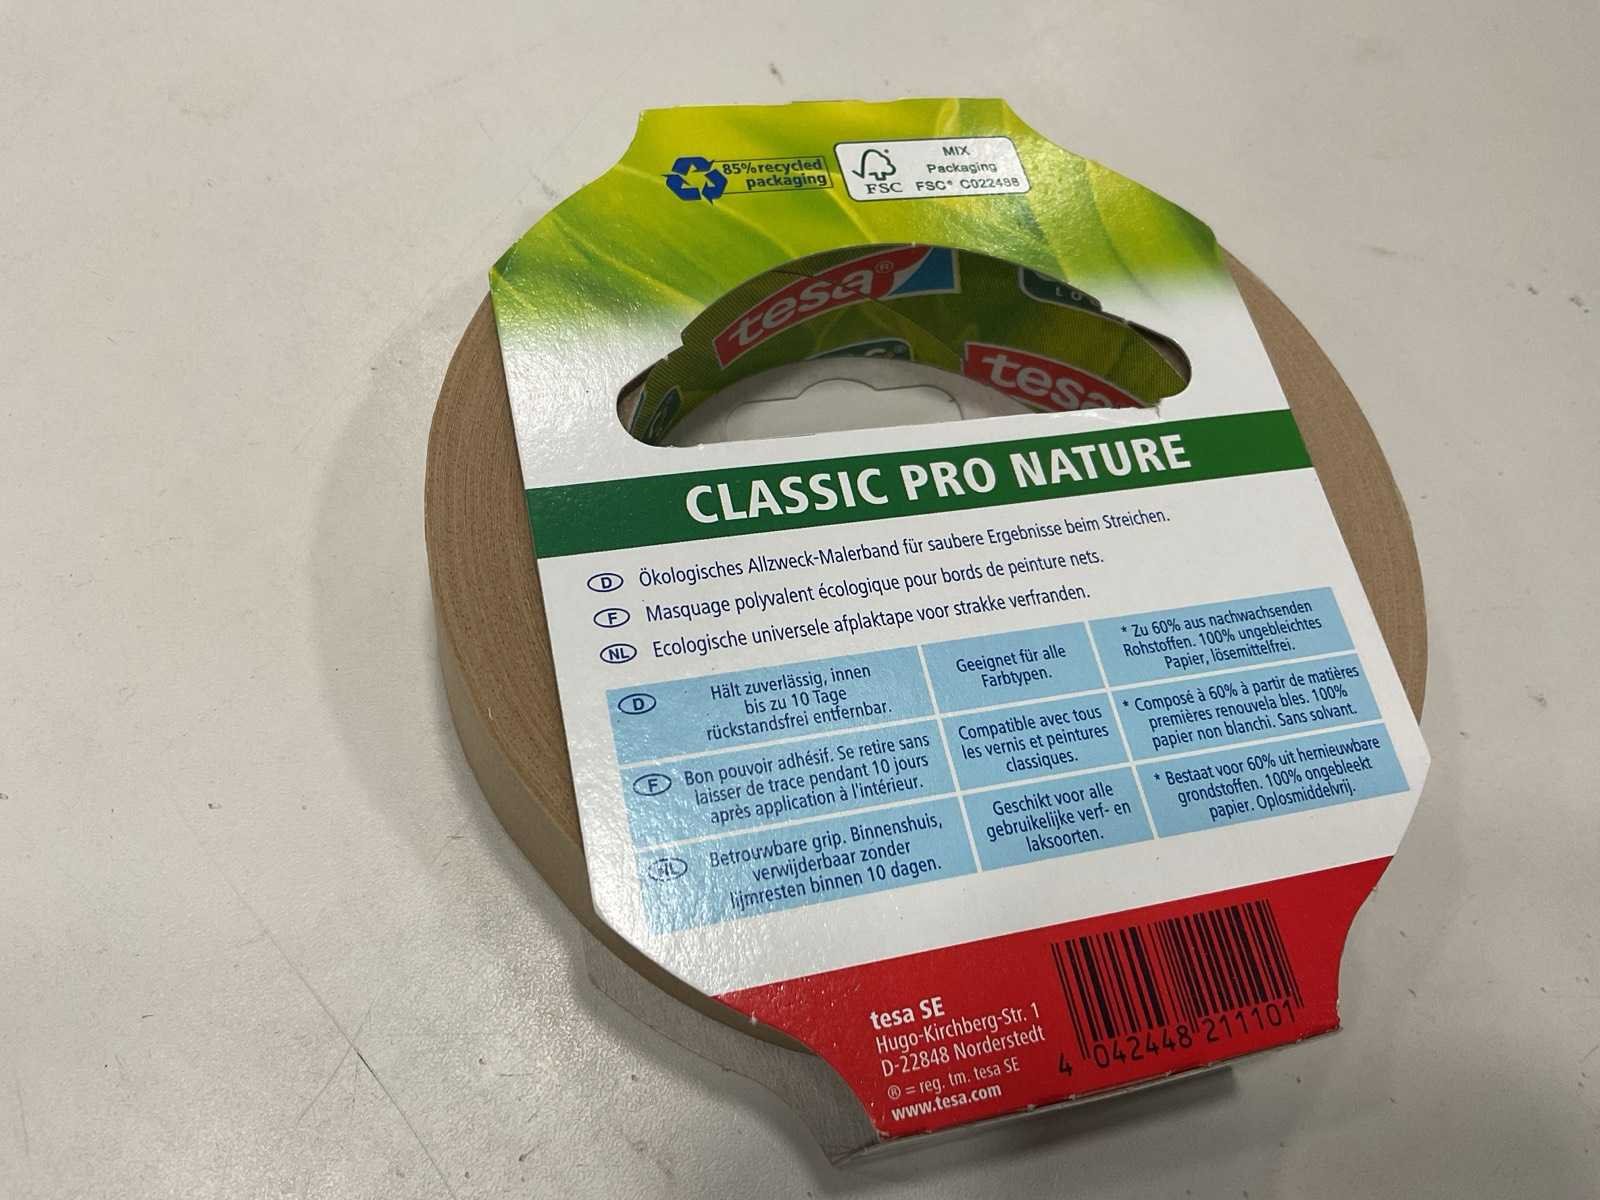 85% recycled
packaging
FSC
MIX
Packaging
FSC® C022498
tesa®
LO
tesa
CLASSIC PRO NATURE
D Ökologisches Allzweck-Malerband für saubere Ergebnisse beim Streichen.
F Masquage polyvalent écologique pour bords de peinture nets.
NL Ecologische universele afplaktape voor strakke verfranden.
D
Hält zuverlässig, innen
bis zu 10 Tage
rückstandsfrei entfernbar.
Geeignet für alle
Farbtypen.
* Zu 60% aus nachwachsenden
Rohstoffen. 100% ungebleichtes
Papier, lösemittelfrei.
F
Bon pouvoir adhésif. Se retire sans
laisser de trace pendant 10 jours
après application à l'intérieur.
Compatible avec tous
les vernis et peintures
classiques.
* Composé à 60% à partir de matières
premières renouvela bles. 100%
papier non blanchi. Sans solvant.
NL
Betrouwbare grip. Binnenshuis,
verwijderbaar zonder
lijmresten binnen 10 dagen.
Geschikt voor alle
gebruikelijke verf- en
laksoorten.
* Bestaat voor 60% uit hernieuwbare
grondstoffen. 100% ongebleekt
papier. Oplosmiddelvrij.
tesa SE
Hugo-Kirchberg-Str. 1
D-22848 Norderstedt
® = reg. tm. tesa SE
www.tesa.com
4 042448 211101